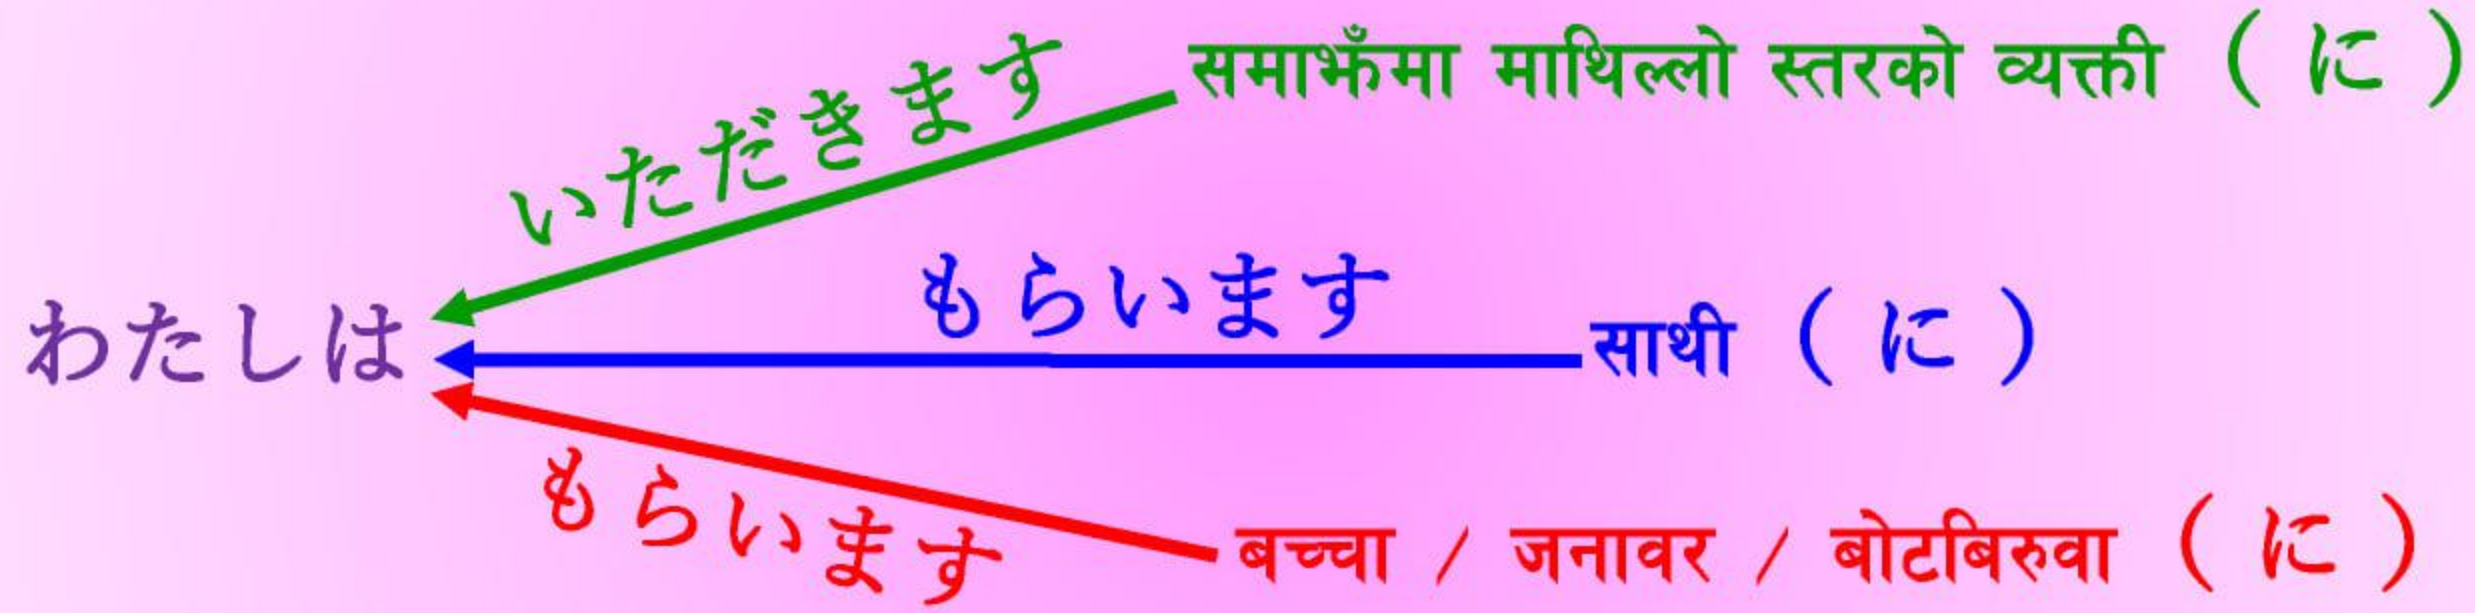 いただきます
समाझँमा माथिल्लो स्तरको व्यक्ती ( に )
わたしは
もらいます
साथी ( に )
もらいます
बच्चा / जनावर / बोटबिरुवा ( に )